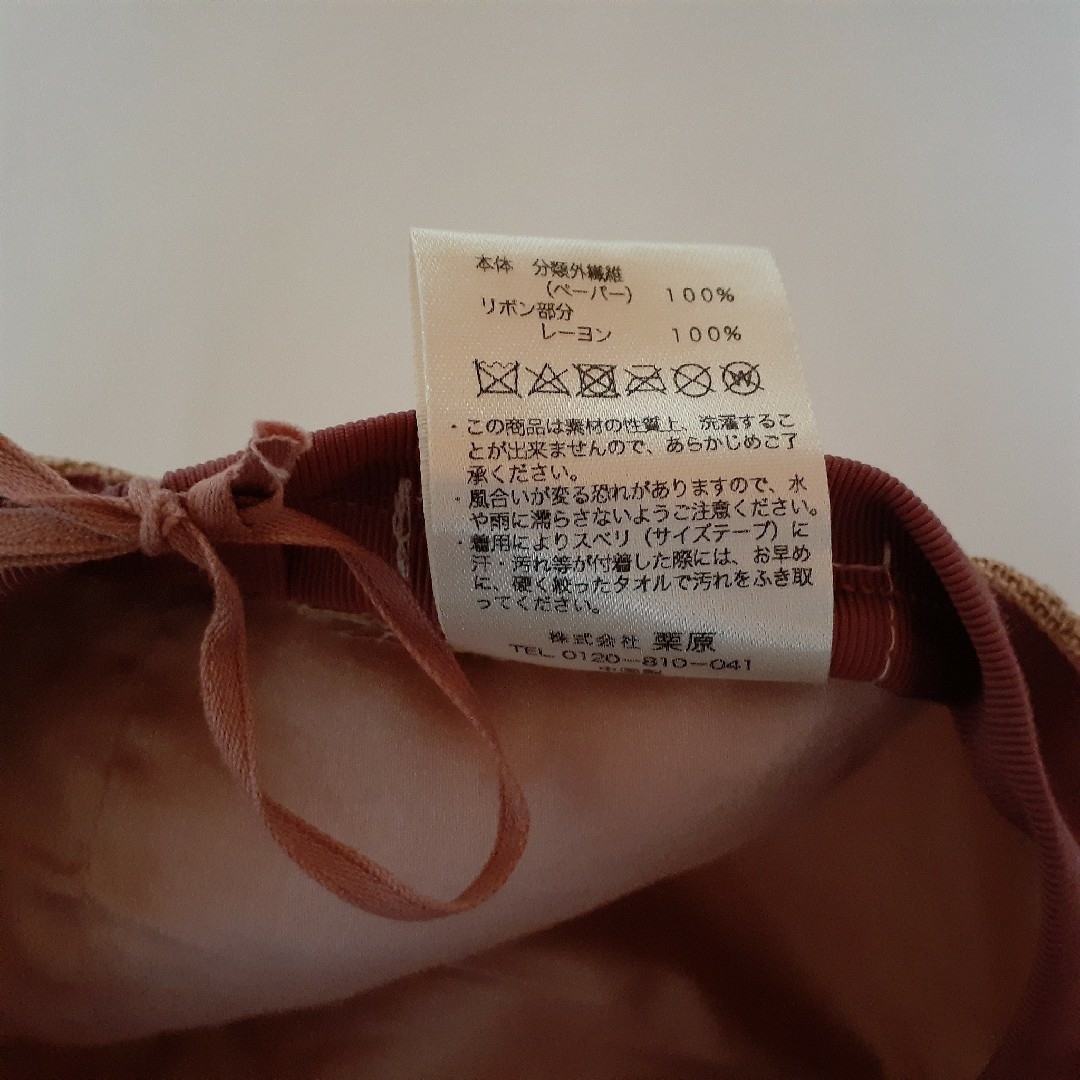 本体 分類外繊維
(ペーパー) 100%
リボン部分
レーヨン 100%
・この商品は素材の性質上、洗濯するこ
とが出来ませんので、あらかじめご了
承ください。
・風合いが変る恐れがありますので、水
や雨に濡らさないようご注意ください。
・着用によりスベリ（サイズテープ）に
汗・汚れ等が付着した際には、お早め
に、硬く絞ったタオルで汚れをふき取
ってください。
株式会社 栗原
TEL 0120-810-041
中国製